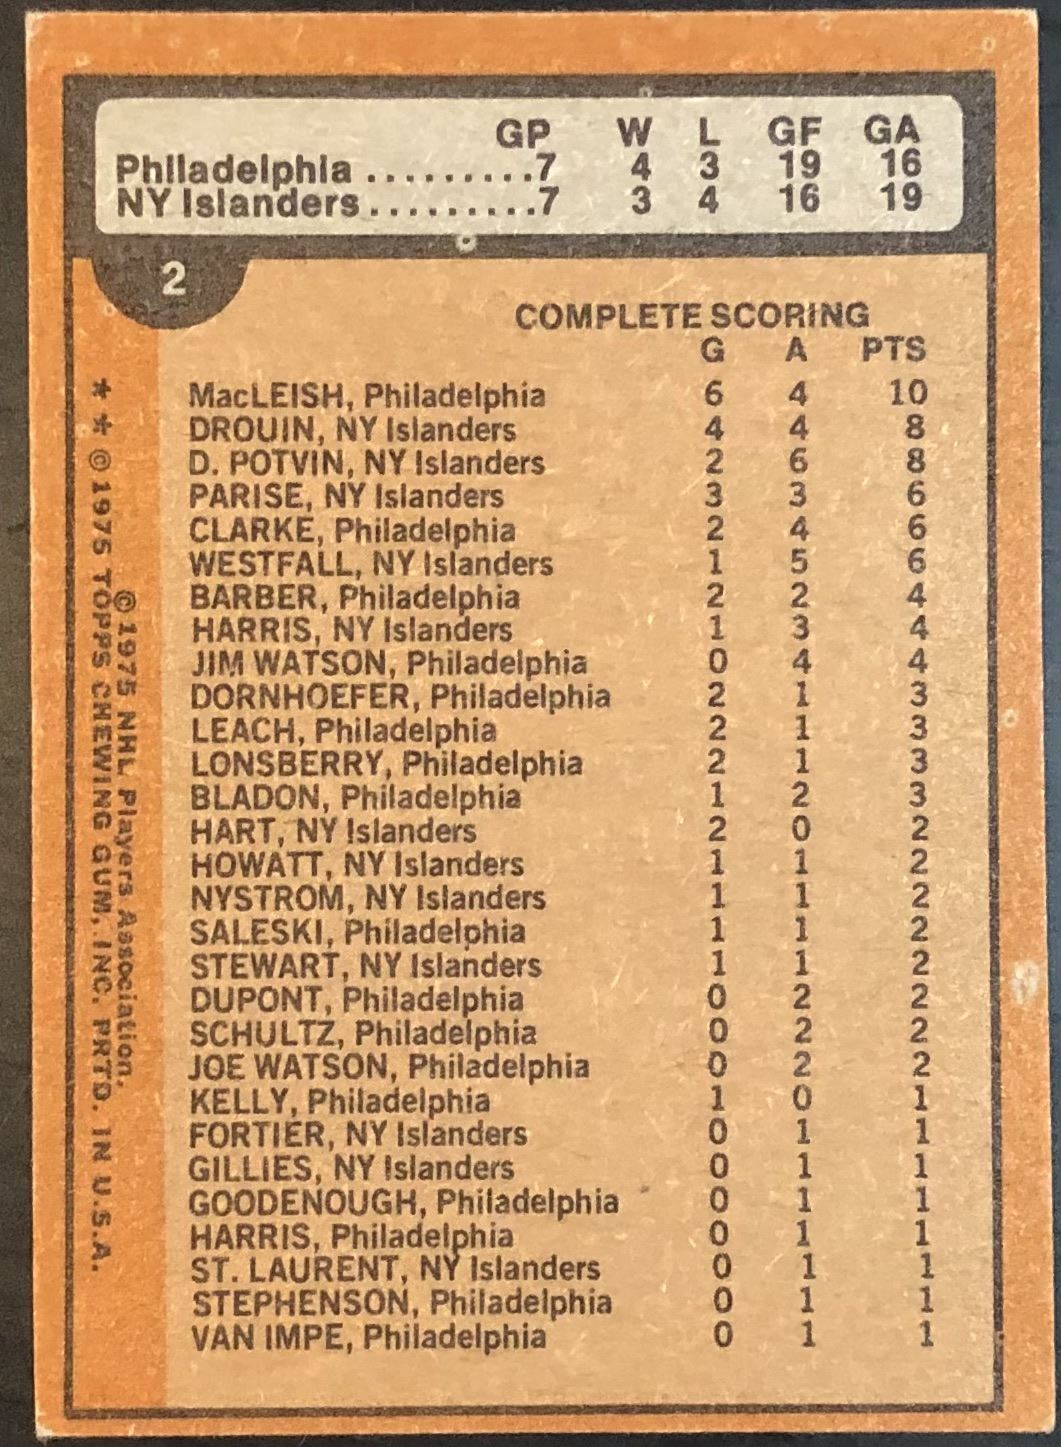 GP W L GF GA
Philadelphia .........7 4 3 19 16
NY Islanders.........7 3 4 16 19
2
COMPLETE SCORING
G A PTS
MacLEISH, Philadelphia 6 4 10
DROUIN, NY Islanders 4 4 8
D. POTVIN, NY Islanders 2 6 8
PARISE, NY Islanders 3 3 6
CLARKE, Philadelphia 2 4 6
WESTFALL, NY Islanders 1 5 6
BARBER, Philadelphia 2 2 4
HARRIS, NY Islanders 1 3 4
JIM WATSON, Philadelphia 0 4 4
DORNHOEFER, Philadelphia 2 1 3
LEACH, Philadelphia 2 1 3
LONSBERRY, Philadelphia 2 1 3
BLADON, Philadelphia 1 2 3
HART, NY Islanders 2 0 2
HOWATT, NY Islanders 1 1 2
NYSTROM, NY Islanders 1 1 2
SALESKI, Philadelphia 1 1 2
STEWART, NY Islanders 1 1 2
DUPONT, Philadelphia 0 2 2
SCHULTZ, Philadelphia 0 2 2
JOE WATSON, Philadelphia 0 2 2
KELLY, Philadelphia 1 0 1
FORTIER, NY Islanders 0 1 1
GILLIES, NY Islanders 0 1 1
GOODENOUGH, Philadelphia 0 1 1
HARRIS, Philadelphia 0 1 1
ST. LAURENT, NY Islanders 0 1 1
STEPHENSON, Philadelphia 0 1 1
VAN IMPE, Philadelphia 0 1 1
© 1975 NHL Players Association.
★ ★ © 1975 TOPPS CHEWING GUM, INC. PRTD. IN U.S.A.